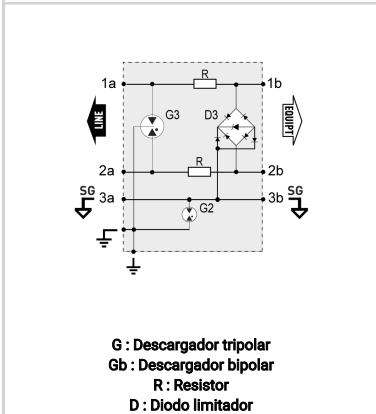 R
1a
1b
G3
D3
LINE
EQUIPT
R
2a
2b
SG
3a
3b
SG
G2
G : Descargador tripolar
Gb : Descargador bipolar
R : Resistor
D : Diodo limitador